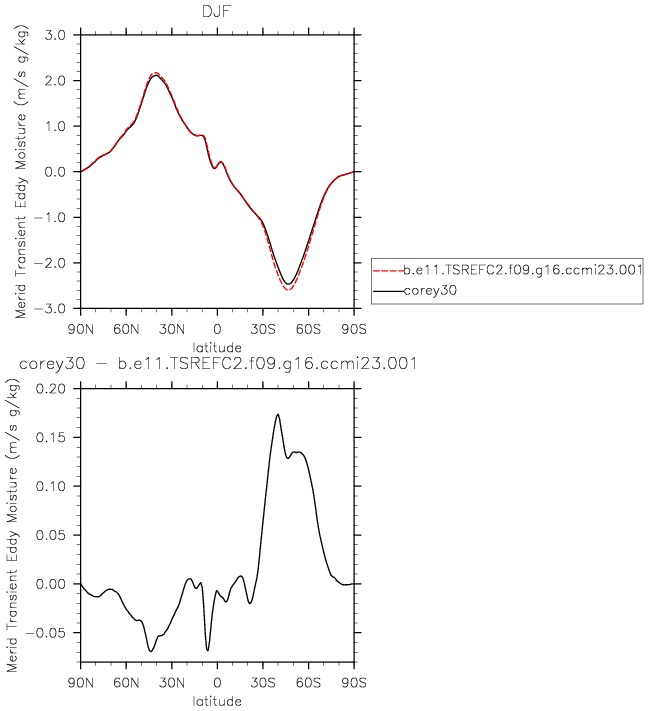 DJF
Merid Transient Eddy Moisture (m/s g/kg)
3.0
2.0
1.0
0.0
-1.0
-2.0
-3.0
90N 60N 30N 0 30S 60S 90S
latitude
b.e11.TSREFC2.f09.g16.ccmi23.001
corey30
corey30 - b.e11.TSREFC2.f09.g16.ccmi23.001
Merid Transient Eddy Moisture (m/s g/kg)
0.20
0.15
0.10
0.05
0.00
-0.05
90N 60N 30N 0 30S 60S 90S
latitude